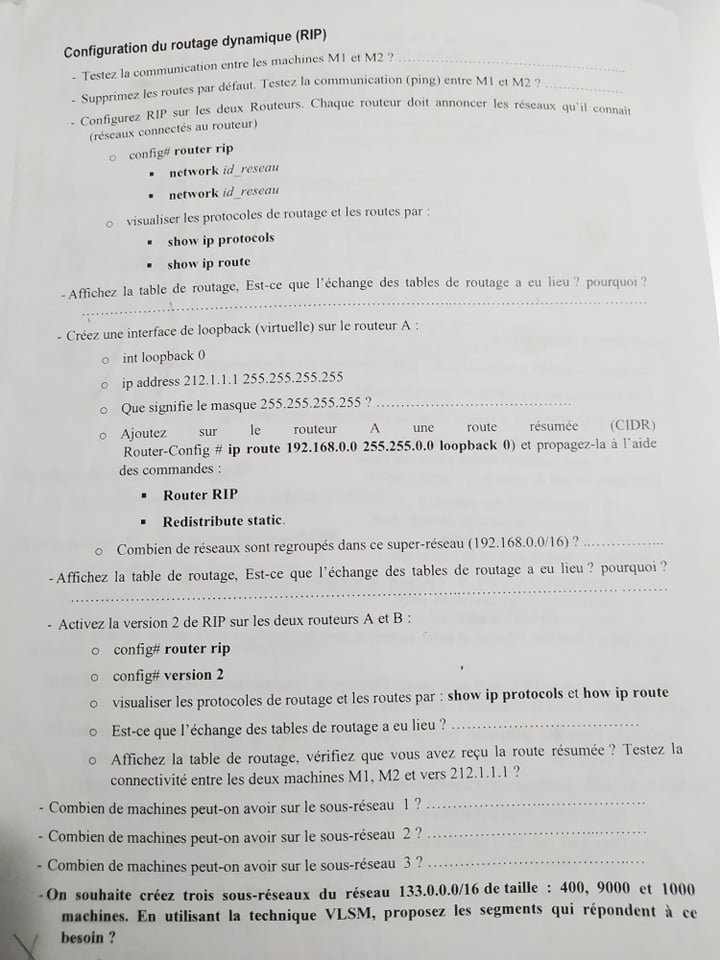 Configuration du routage dynamique (RIP)
- Testez la communication entre les machines M1 et M2 ? ........................................................
- Supprimez les routes par défaut. Testez la communication (ping) entre M1 et M2 ? ...................
- Configurez RIP sur les deux Routeurs. Chaque routeur doit annoncer les réseaux qu'il connaît
(réseaux connectés au routeur)
o config# router rip
▪ network id_reseau
▪ network id_reseau
o visualiser les protocoles de routage et les routes par :
▪ show ip protocols
▪ show ip route
- Affichez la table de routage, Est-ce que l'échange des tables de routage a eu lieu ? pourquoi ?
................................................................................................................................
- Créez une interface de loopback (virtuelle) sur le routeur A :
o int loopback 0
o ip address 212.1.1.1 255.255.255.255
o Que signifie le masque 255.255.255.255 ? .......................................
o Ajoutez sur le routeur A une route résumée (CIDR)
Router-Config # ip route 192.168.0.0 255.255.0.0 loopback 0) et propagez-la à l'aide
des commandes :
▪ Router RIP
▪ Redistribute static.
o Combien de réseaux sont regroupés dans ce super-réseau (192.168.0.0/16) ? ................
- Affichez la table de routage, Est-ce que l'échange des tables de routage a eu lieu ? pourquoi ?
................................................................................................................................
- Activez la version 2 de RIP sur les deux routeurs A et B :
o config# router rip
o config# version 2
o visualiser les protocoles de routage et les routes par : show ip protocols et how ip route
o Est-ce que l'échange des tables de routage a eu lieu ? .....................................
o Affichez la table de routage, vérifiez que vous avez reçu la route résumée ? Testez la
connectivité entre les deux machines M1, M2 et vers 212.1.1.1 ?
- Combien de machines peut-on avoir sur le sous-réseau 1 ? ...........................................
- Combien de machines peut-on avoir sur le sous-réseau 2 ? ...........................................
- Combien de machines peut-on avoir sur le sous-réseau 3 ? ...........................................
-On souhaite créez trois sous-réseaux du réseau 133.0.0.0/16 de taille : 400, 9000 et 1000
machines. En utilisant la technique VLSM, proposez les segments qui répondent à ce
besoin ?